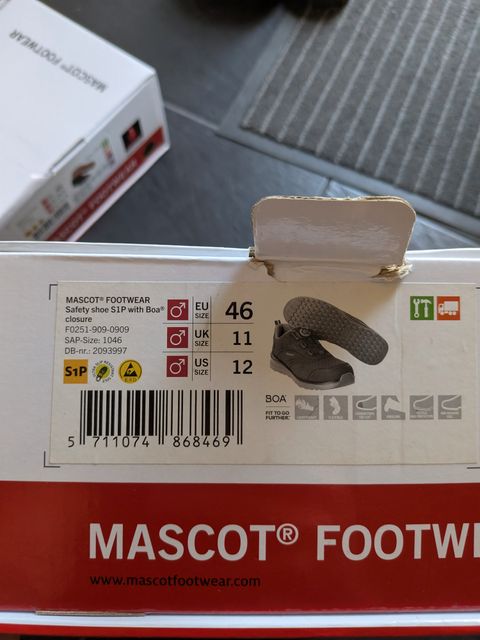 MASCOT® FOOTWEAR
MASCOT® FOOTWEAR
Safety shoe S1P with Boa®
closure
F0251-909-0909
SAP-Size: 1046
DB-nr.: 2093997
EU SIZE 46
UK SIZE 11
US SIZE 12
S1P
ESD
BOA
FIT TO GO
FURTHER.
5 711074 868469
MASCOT® FOOTWE
www.mascotfootwear.com